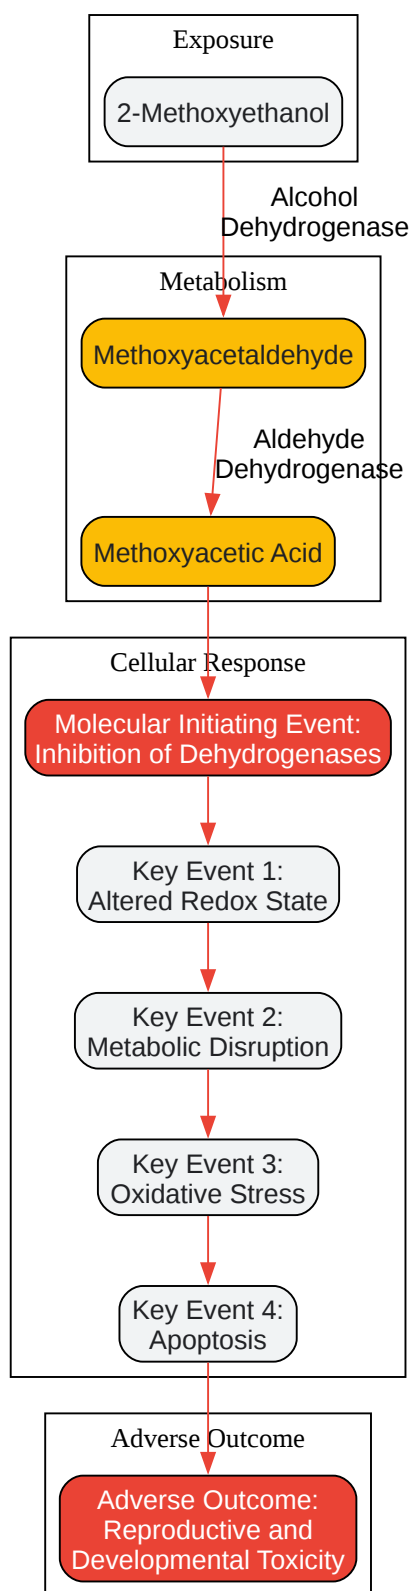 Exposure
2-Methoxyethanol
Alcohol
Dehydrogenase
Metabolism
Methoxyacetaldehyde
Aldehyde
Dehydrogenase
Methoxyacetic Acid
Cellular Response
Molecular Initiating Event:
Inhibition of Dehydrogenases
Key Event 1:
Altered Redox State
Key Event 2:
Metabolic Disruption
Key Event 3:
Oxidative Stress
Key Event 4:
Apoptosis
Adverse Outcome
Adverse Outcome:
Reproductive and
Developmental Toxicity